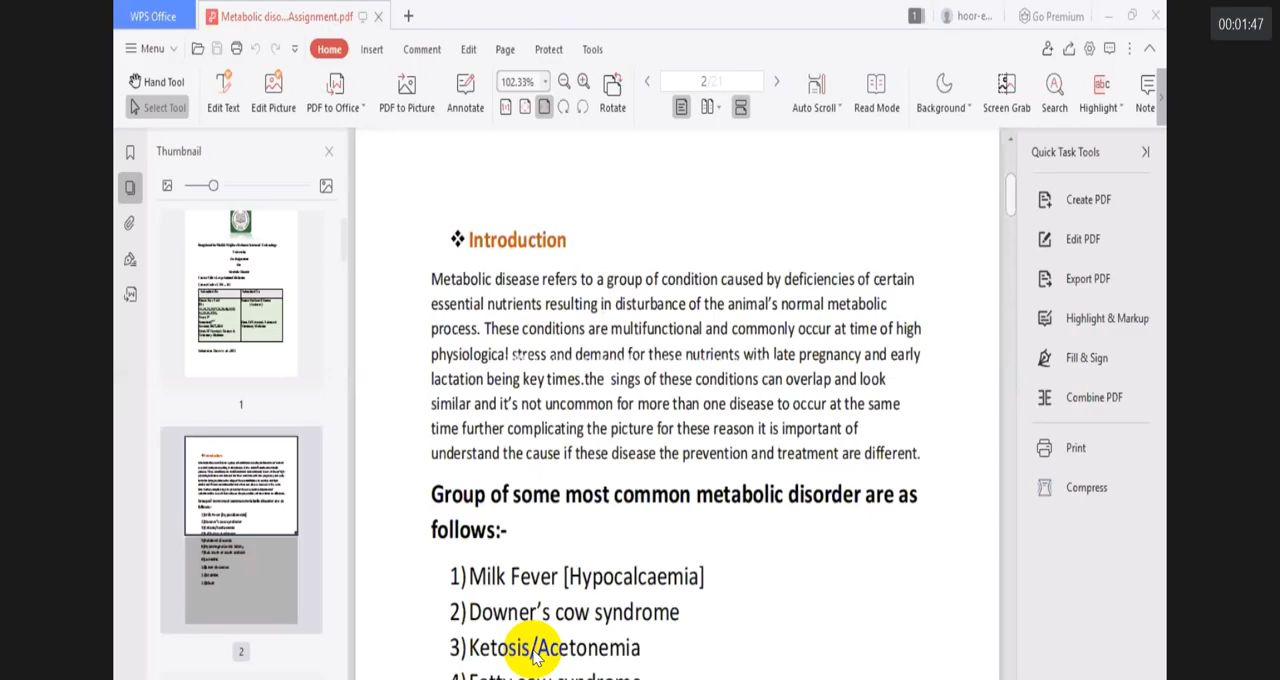 WPS Office
Metabolic diso...Assignment.pdf
1
hoor-e...
Go Premium
00:01:47
Menu
Home
Insert
Comment
Edit
Page
Protect
Tools
Hand Tool
Select Tool
Edit Text
Edit Picture
PDF to Office
PDF to Picture
Annotate
102.33%
Rotate
2/21
Auto Scroll
Read Mode
Background
Screen Grab
Search
Highlight
Note
Thumbnail
1
2
❖ Introduction
Metabolic disease refers to a group of condition caused by deficiencies of certain
essential nutrients resulting in disturbance of the animal's normal metabolic
process. These conditions are multifunctional and commonly occur at time of high
physiological stress and demand for these nutrients with late pregnancy and early
lactation being key times.the sings of these conditions can overlap and look
similar and it's not uncommon for more than one disease to occur at the same
time further complicating the picture for these reason it is important of
understand the cause if these disease the prevention and treatment are different.
Group of some most common metabolic disorder are as
follows:-
1) Milk Fever [Hypocalcaemia]
2) Downer's cow syndrome
3) Ketosis/Acetonemia
4) Fatty cow syndrome
Quick Task Tools
Create PDF
Edit PDF
Export PDF
Highlight & Markup
Fill & Sign
Combine PDF
Print
Compress